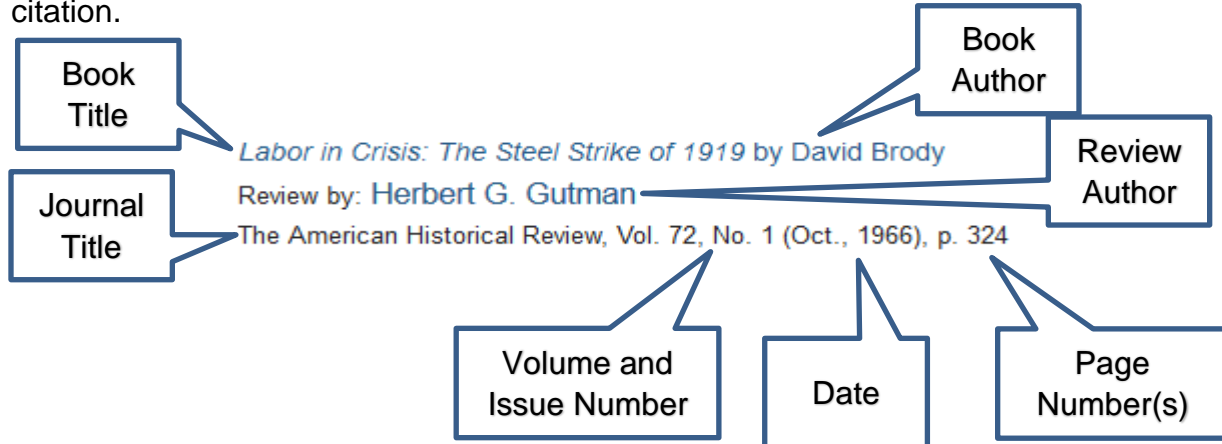 citation.
Book
Title
Book
Author
Labor in Crisis: The Steel Strike of 1919 by David Brody
Review
Author
Review by: Herbert G. Gutman
Journal
Title
The American Historical Review, Vol. 72, No. 1 (Oct., 1966), p. 324
Volume and
Issue Number
Date
Page
Number(s)